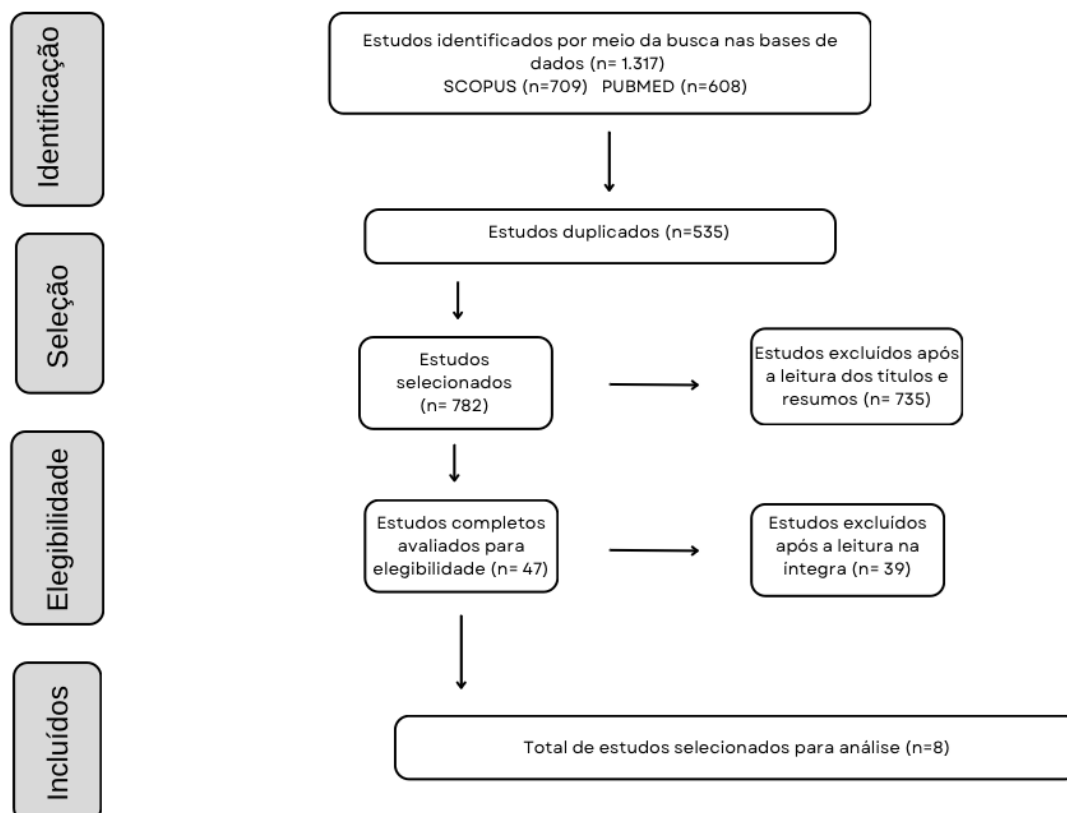 Identificação
Estudos identificados por meio da busca nas bases de
dados (n= 1.317)
SCOPUS (n=709) PUBMED (n=608)
Estudos duplicados (n=535)
Seleção
Estudos
selecionados
(n= 782)
Estudos excluídos após
a leitura dos títulos e
resumos (n= 735)
Elegibilidade
Estudos completos
avaliados para
elegibilidade (n= 47)
Estudos excluídos
após a leitura na
íntegra (n= 39)
Incluídos
Total de estudos selecionados para análise (n=8)